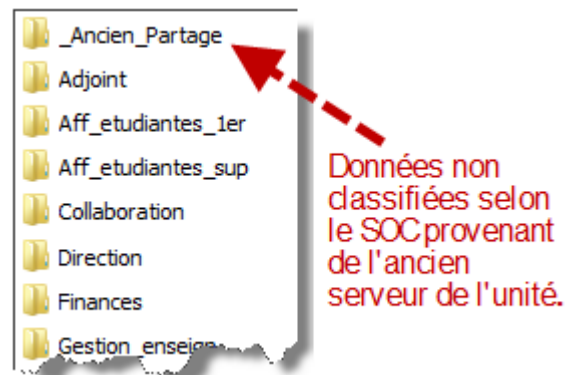 _Ancien_Partage
Adjoint
Aff_etudiantes_1er
Aff_etudiantes_sup
Collaboration
Direction
Finances
Gestion_enseign
Données non
classifiées selon
le SOC provenant
de l'ancien
serveur de l'unité.